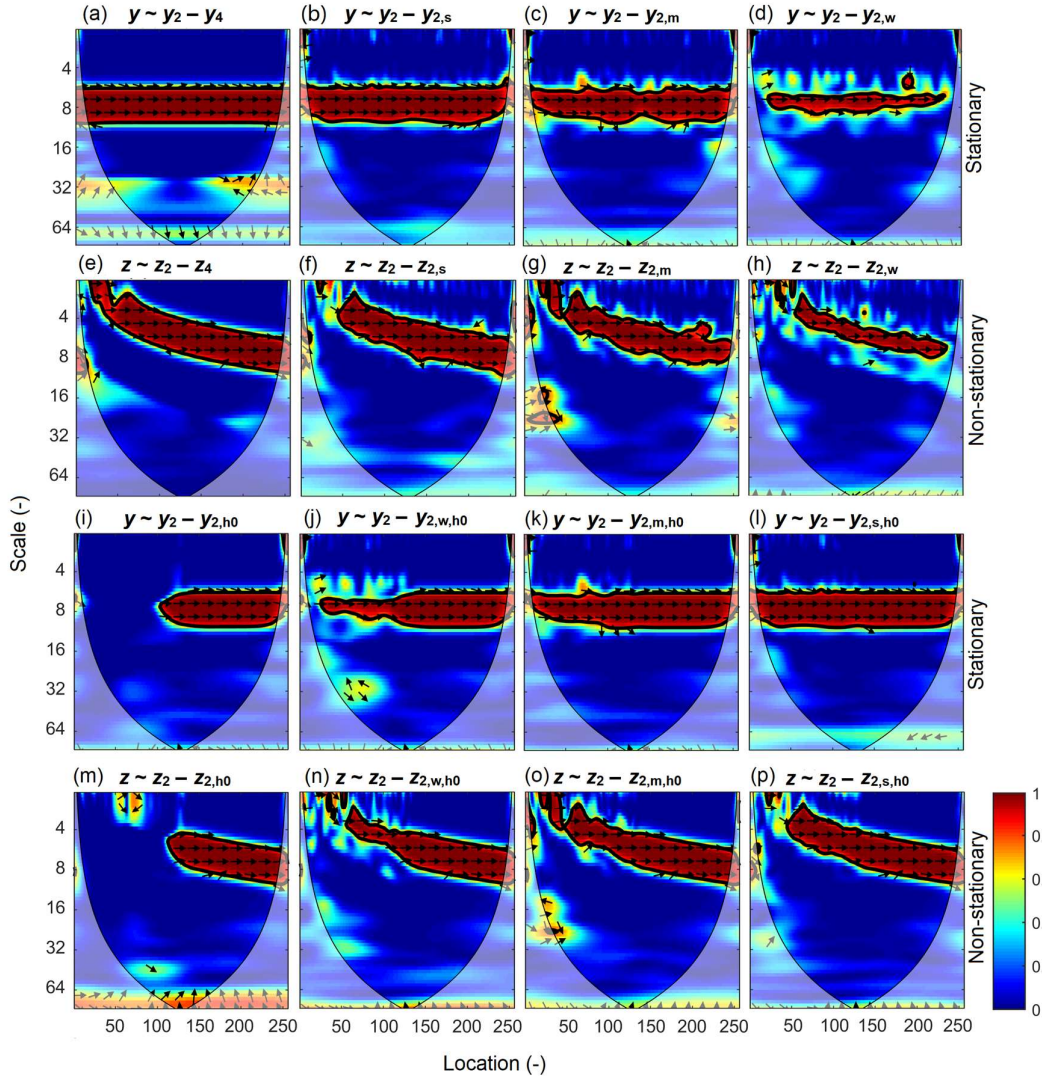 (a) y ~ y2 – y4
(b) y ~ y2 – y2,s
(c) y ~ y2 – y2,m
(d) y ~ y2 – y2,w
4
8
16
32
64
Stationary
(e) z ~ z2 – z4
(f) z ~ z2 – z2,s
(g) z ~ z2 – z2,m
(h) z ~ z2 – z2,w
4
8
16
32
64
Non-stationary
Scale (-)
(i) y ~ y2 – y2,h0
(j) y ~ y2 – y2,w,h0
(k) y ~ y2 – y2,m,h0
(l) y ~ y2 – y2,s,h0
4
8
16
32
64
Stationary
(m) z ~ z2 – z2,h0
(n) z ~ z2 – z2,w,h0
(o) z ~ z2 – z2,m,h0
(p) z ~ z2 – z2,s,h0
4
8
16
32
64
Non-stationary
1
0
0
0
0
0
50 100 150 200 250
50 100 150 200 250
50 100 150 200 250
50 100 150 200 250
Location (-)